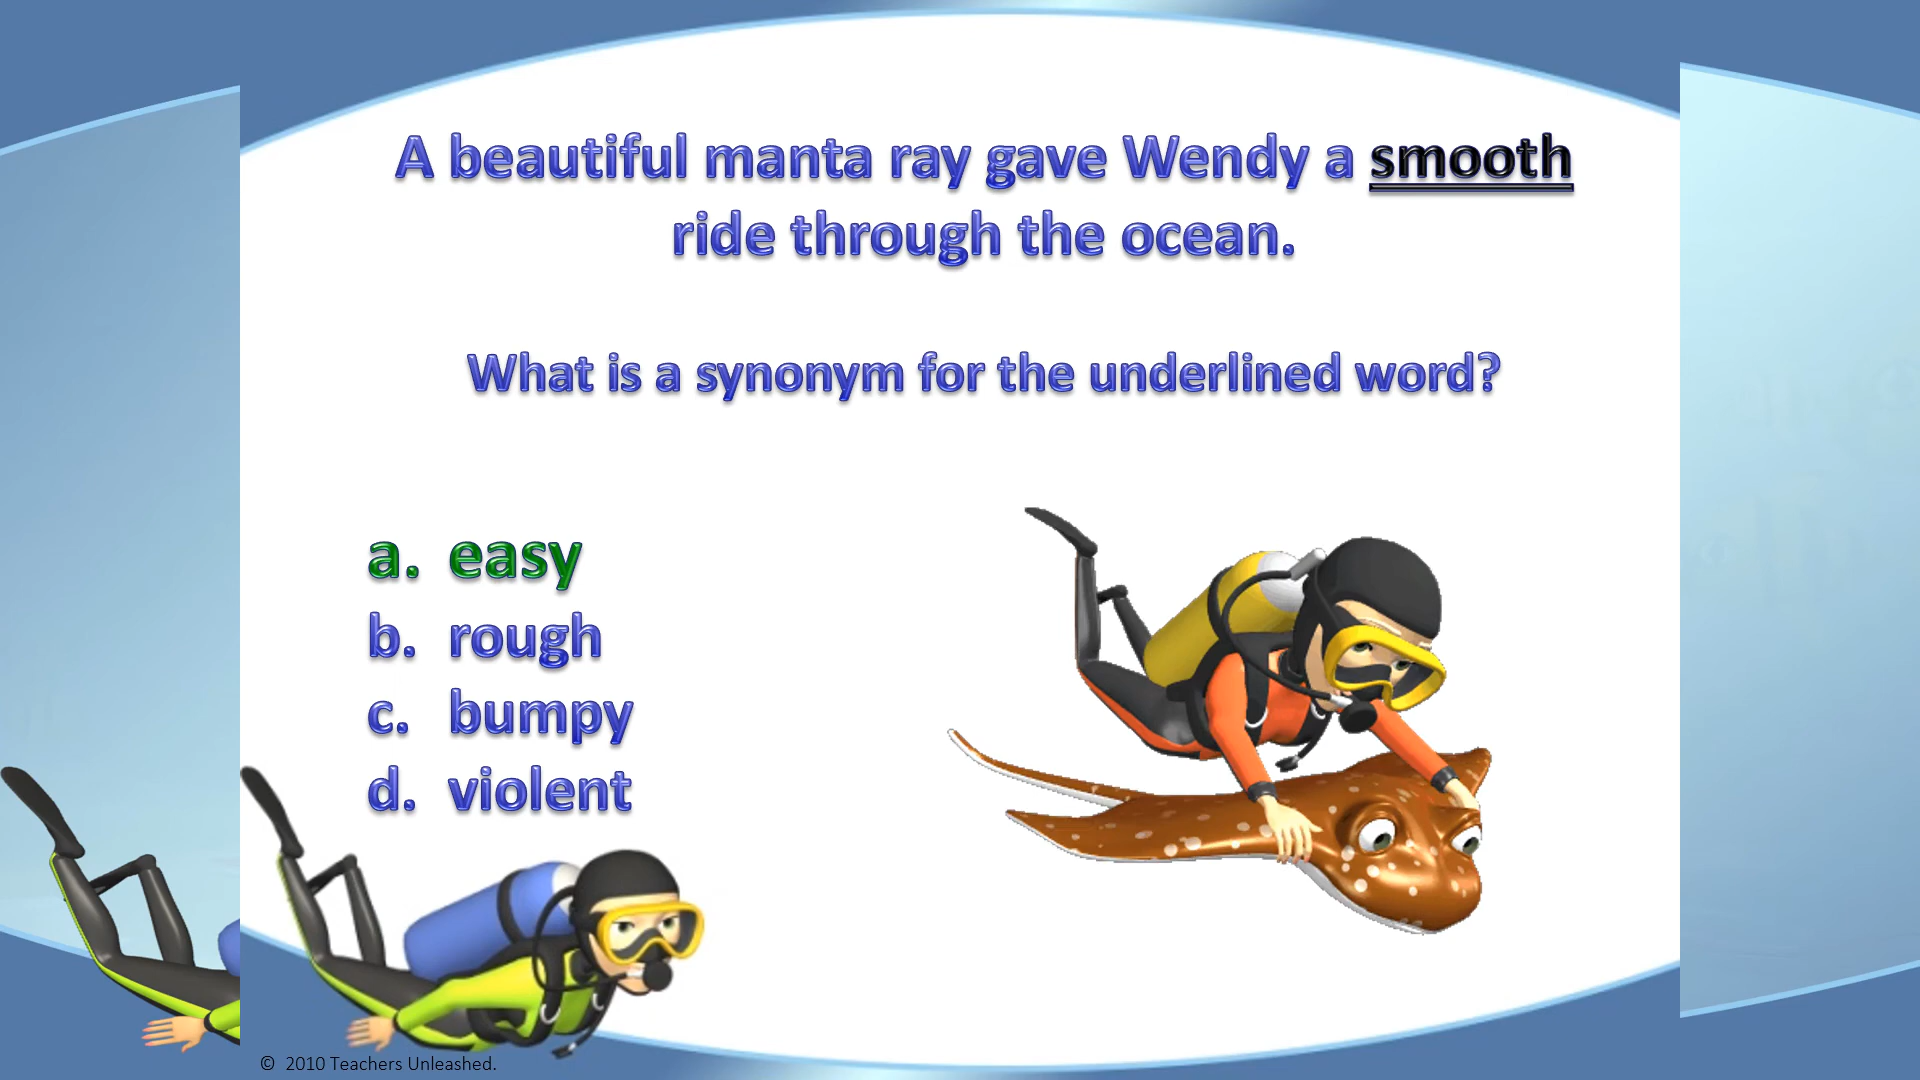 A beautiful manta ray gave Wendy a smooth
ride through the ocean.
What is a synonym for the underlined word?
a. easy
b. rough
c. bumpy
d. violent
© 2010 Teachers Unleashed.